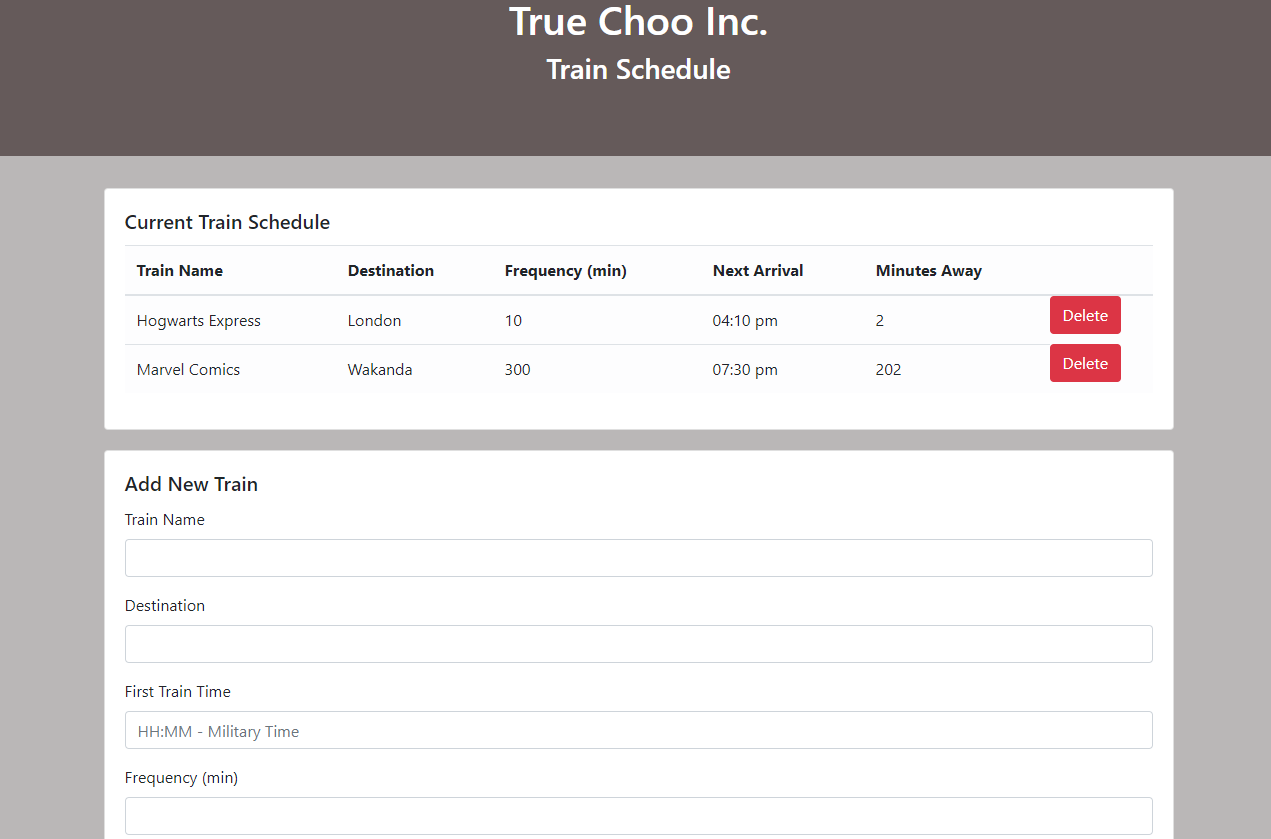 True Choo Inc.
Train Schedule
Current Train Schedule
Train Name Destination Frequency (min) Next Arrival Minutes Away
Hogwarts Express London 10 04:10 pm 2 Delete
Marvel Comics Wakanda 300 07:30 pm 202 Delete
Add New Train
Train Name
Destination
First Train Time
HH:MM - Military Time
Frequency (min)